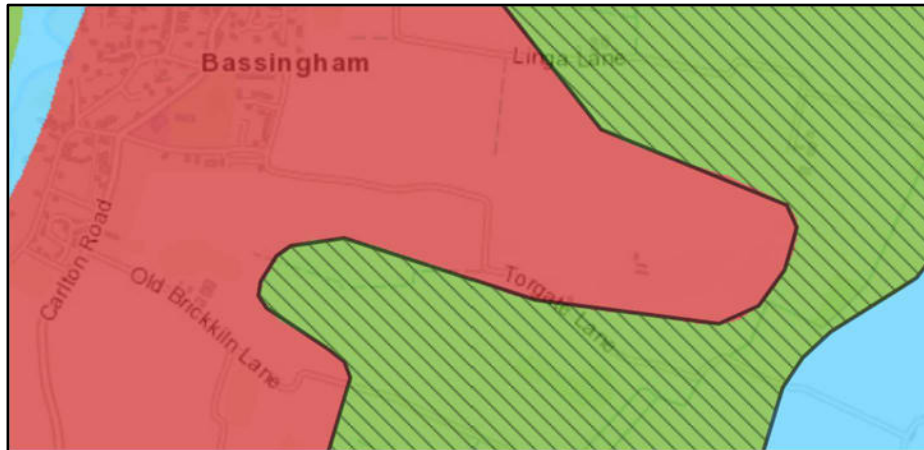 Linga Lane
Bassingham
Carlton Road
Old Brickkiln Lane
Torgate Lane